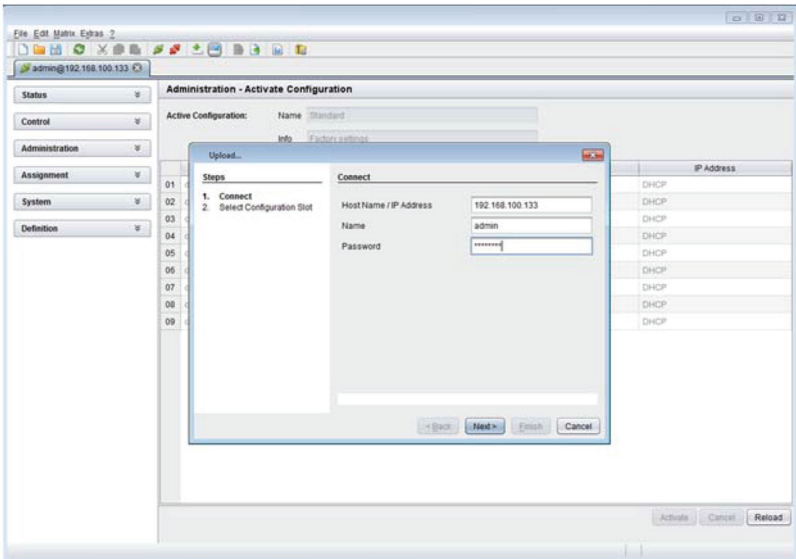 File Edit Matrix Extras ?
admin@192.168.100.133
Status
Control
Administration
Assignment
System
Definition
Administration - Activate Configuration
Active Configuration: Name Standard
Info Factory settings
IP Address
01 DHCP
02 DHCP
03 DHCP
04 DHCP
05 DHCP
06 DHCP
07 DHCP
08 DHCP
09 DHCP
Upload...
Steps
1. Connect
2. Select Configuration Slot
Connect
Host Name / IP Address 192.168.100.133
Name admin
Password ********
< Back Next > Finish Cancel
Activate Cancel Reload